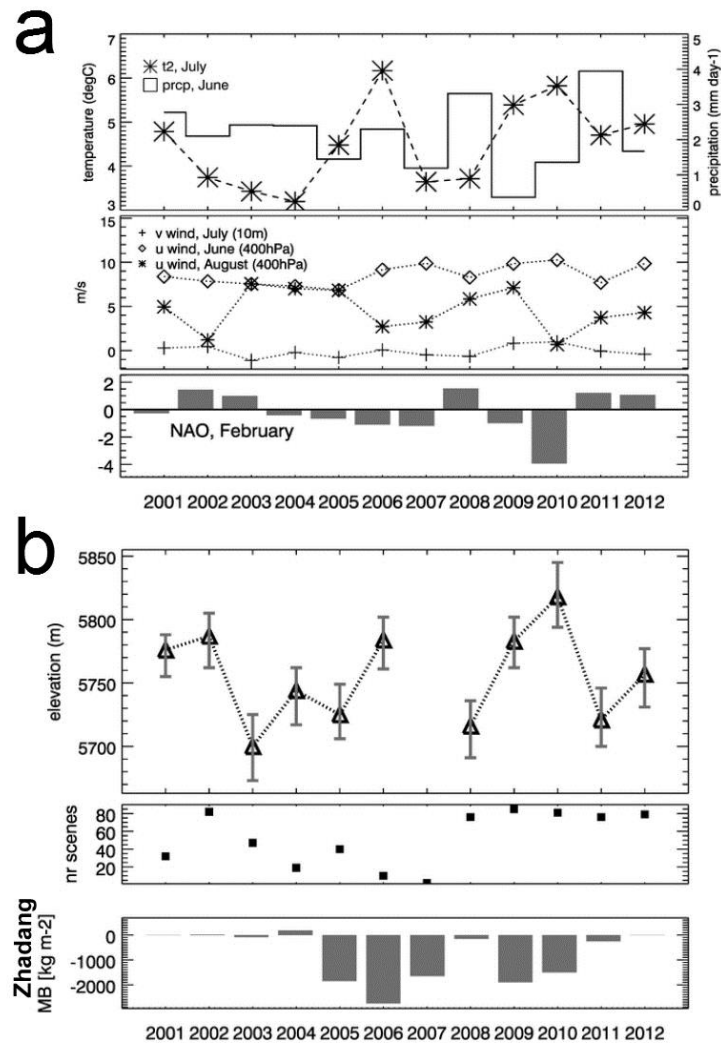 a
7
6
5
4
3
temperature (degC)
t2, July
prcp, June
5
4
3
2
1
0
precipitation (mm day-1)
v wind, July (10m)
u wind, June (400hPa)
u wind, August (400hPa)
15
10
5
0
m/s
2
0
-2
-4
NAO, February
2001 2002 2003 2004 2005 2006 2007 2008 2009 2010 2011 2012
b
5850
5800
5750
5700
elevation (m)
80
60
40
20
nr scenes
0
-1000
-2000
Zhadang
MB [kg m-2]
2001 2002 2003 2004 2005 2006 2007 2008 2009 2010 2011 2012